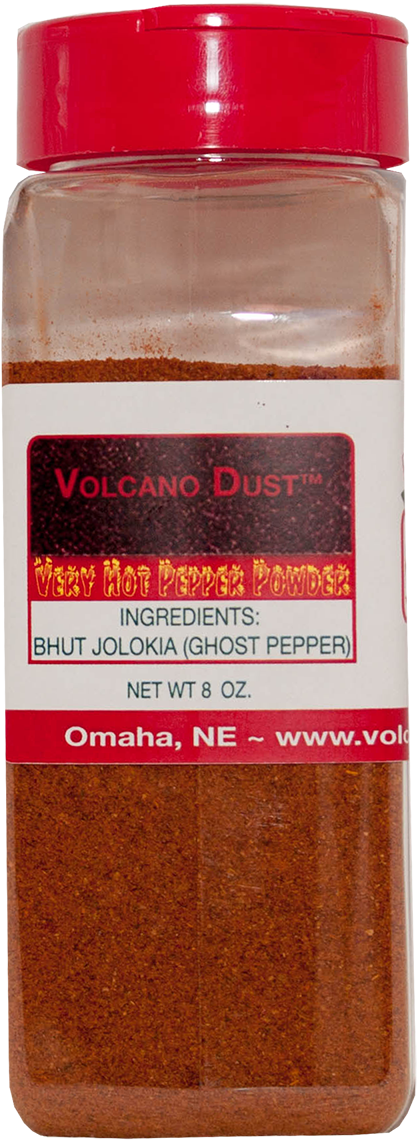 VOLCANO DUST™
VERY HOT PEPPER POWDER
INGREDIENTS:
BHUT JOLOKIA (GHOST PEPPER)
NET WT 8 OZ.
Omaha, NE ~ www.volc